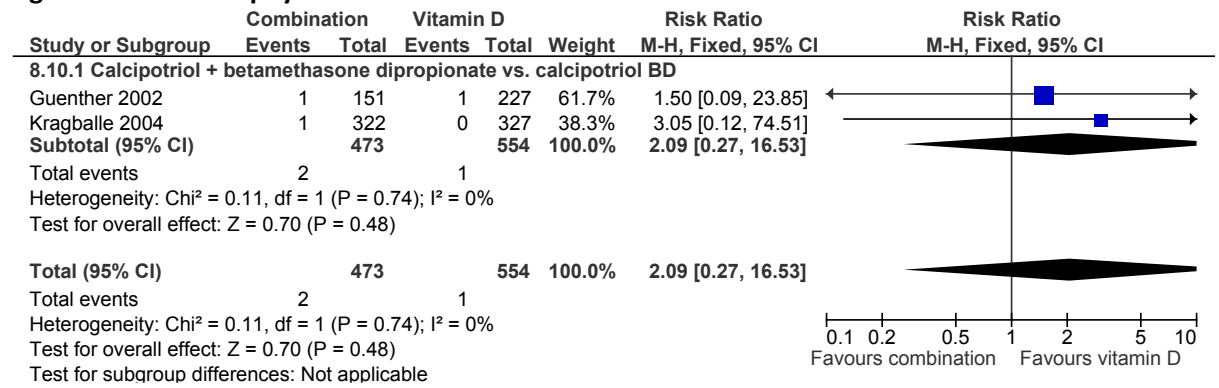 Combination Vitamin D Risk Ratio Risk Ratio
Study or Subgroup Events Total Events Total Weight M-H, Fixed, 95% CI M-H, Fixed, 95% CI
8.10.1 Calcipotriol + betamethasone dipropionate vs. calcipotriol BD
Guenther 2002 1 151 1 227 61.7% 1.50 [0.09, 23.85]
Kragballe 2004 1 322 0 327 38.3% 3.05 [0.12, 74.51]
Subtotal (95% CI) 473 554 100.0% 2.09 [0.27, 16.53]
Total events 2 1
Heterogeneity: Chi² = 0.11, df = 1 (P = 0.74); I² = 0%
Test for overall effect: Z = 0.70 (P = 0.48)
Total (95% CI) 473 554 100.0% 2.09 [0.27, 16.53]
Total events 2 1
Heterogeneity: Chi² = 0.11, df = 1 (P = 0.74); I² = 0%
Test for overall effect: Z = 0.70 (P = 0.48)
Test for subgroup differences: Not applicable
0.1 0.2 0.5 1 2 5 10
Favours combination Favours vitamin D